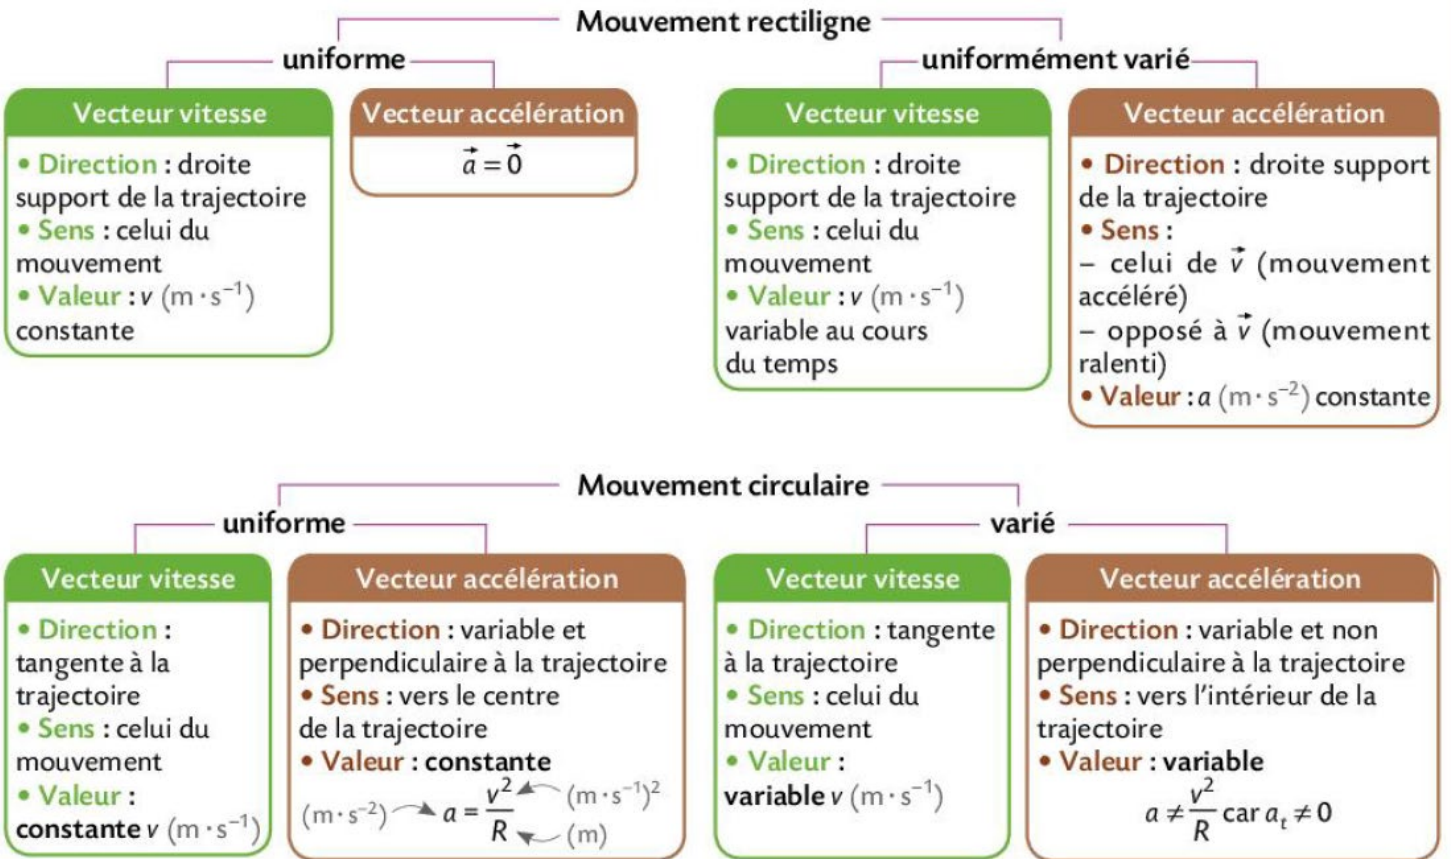 Mouvement rectiligne
uniforme
Vecteur vitesse
• Direction : droite
support de la trajectoire
• Sens : celui du
mouvement
• Valeur : v (m · s⁻¹)
constante
Vecteur accélération
a⃗ = 0⃗
uniformément varié
Vecteur vitesse
• Direction : droite
support de la trajectoire
• Sens : celui du
mouvement
• Valeur : v (m · s⁻¹)
variable au cours
du temps
Vecteur accélération
• Direction : droite support
de la trajectoire
• Sens :
– celui de v⃗ (mouvement
accéléré)
– opposé à v⃗ (mouvement
ralenti)
• Valeur : a (m · s⁻²) constante
Mouvement circulaire
uniforme
Vecteur vitesse
• Direction :
tangente à la
trajectoire
• Sens : celui du
mouvement
• Valeur :
constante v (m · s⁻¹)
Vecteur accélération
• Direction : variable et
perpendiculaire à la trajectoire
• Sens : vers le centre
de la trajectoire
• Valeur : constante
(m · s⁻²) a = v²/R (m · s⁻¹)²
(m)
varié
Vecteur vitesse
• Direction : tangente
à la trajectoire
• Sens : celui du
mouvement
• Valeur :
variable v (m · s⁻¹)
Vecteur accélération
• Direction : variable et non
perpendiculaire à la trajectoire
• Sens : vers l'intérieur de la
trajectoire
• Valeur : variable
a ≠ v²/R car aₜ ≠ 0